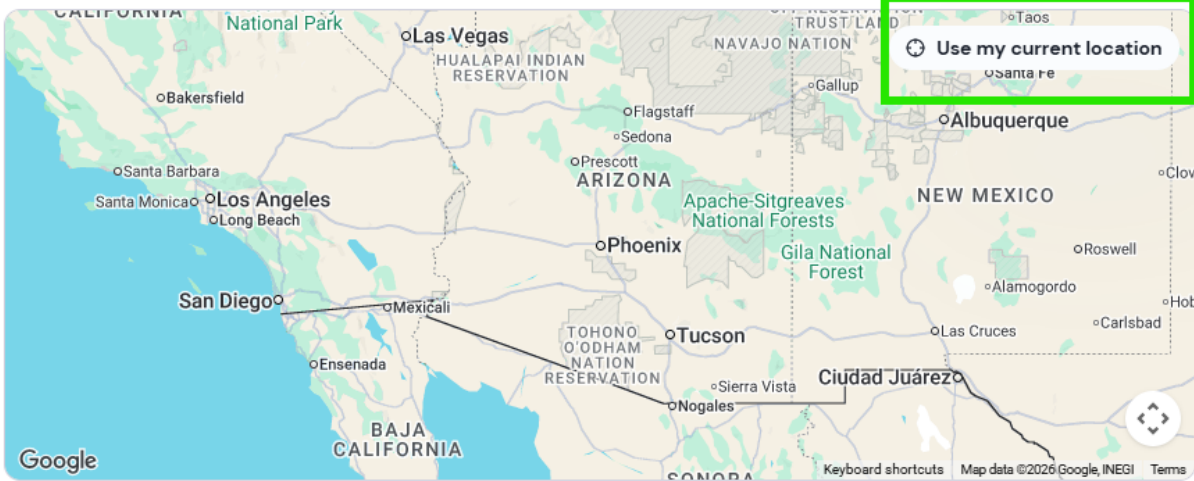 CALIFORNIA
National Park
Las Vegas
HUALAPAI INDIAN
RESERVATION
OFF-RESERVATION
TRUST LAND
NAVAJO NATION
Taos
Use my current location
Santa Fe
Gallup
Bakersfield
Flagstaff
Albuquerque
Sedona
Prescott
ARIZONA
Santa Barbara
Santa Monica
Los Angeles
Long Beach
Apache-Sitgreaves
National Forests
NEW MEXICO
Phoenix
Gila National
Forest
Roswell
Alamogordo
San Diego
Mexicali
Carlsbad
Las Cruces
TOHONO
O'ODHAM
NATION
RESERVATION
Tucson
Ensenada
Sierra Vista
Ciudad Juárez
Nogales
BAJA
CALIFORNIA
SONORA
Google
Keyboard shortcuts
Map data ©2026 Google, INEGI
Terms